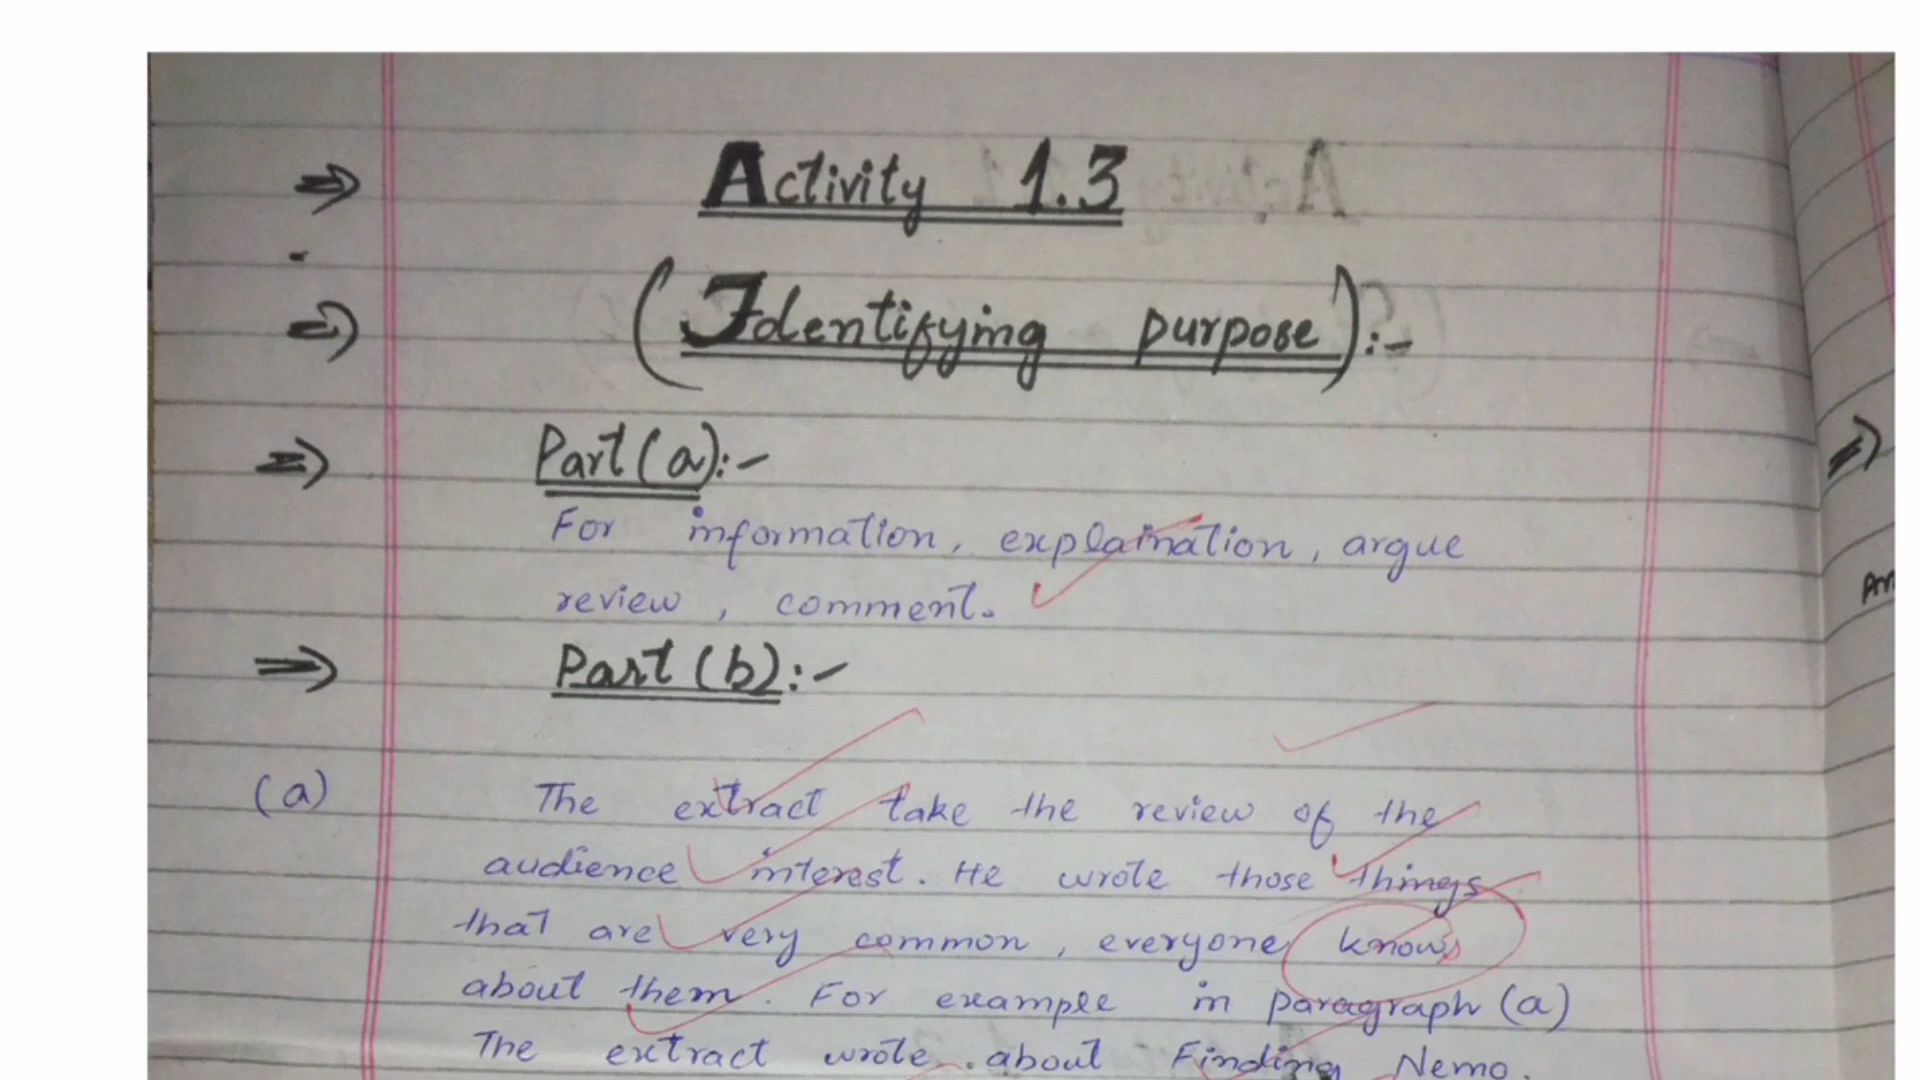 Activity 1.3
(Identifying purpose):-
Part (a):-
For information, explaination, argue
review, comment.
Part (b):-
(a) The extract take the review of the
audience interest. He wrote those things
that are very common, everyone knows
about them. For example in paragraph (a)
The extract wrote about Finding Nemo.